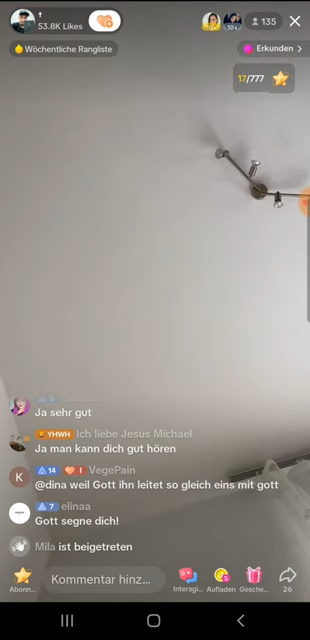 †
53.8K Likes
135
Wöchentliche Rangliste
Erkunden >
17/777
Ja sehr gut
YHWH Ich liebe Jesus Michael
Ja man kann dich gut hören
K 14 I VegePain
@dina weil Gott ihn leitet so gleich eins mit gott
7 elinaa
Gott segne dich!
Mila ist beigetreten
Kommentar hinz...
Abonn... Interagi... Aufladen Gesche... 26